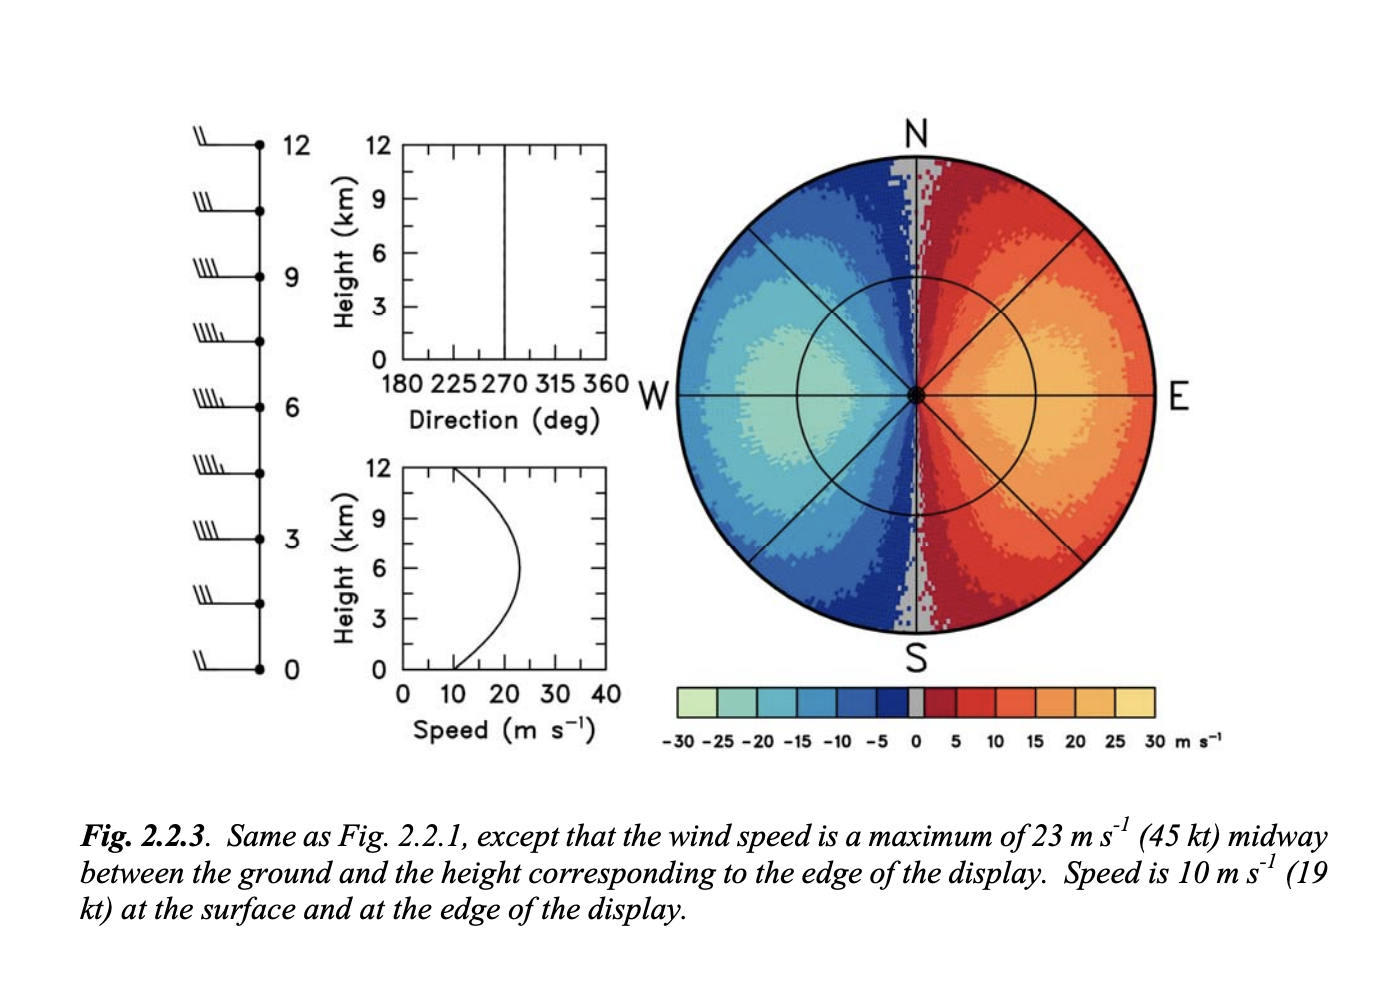 12
9
6
3
0
12
9
6
3
0
Height (km)
180 225 270 315 360
Direction (deg)
12
9
6
3
0
Height (km)
0 10 20 30 40
Speed (m s⁻¹)
N
W
E
S
-30 -25 -20 -15 -10 -5 0 5 10 15 20 25 30 m s⁻¹
Fig. 2.2.3. Same as Fig. 2.2.1, except that the wind speed is a maximum of 23 m s⁻¹ (45 kt) midway
between the ground and the height corresponding to the edge of the display. Speed is 10 m s⁻¹ (19
kt) at the surface and at the edge of the display.